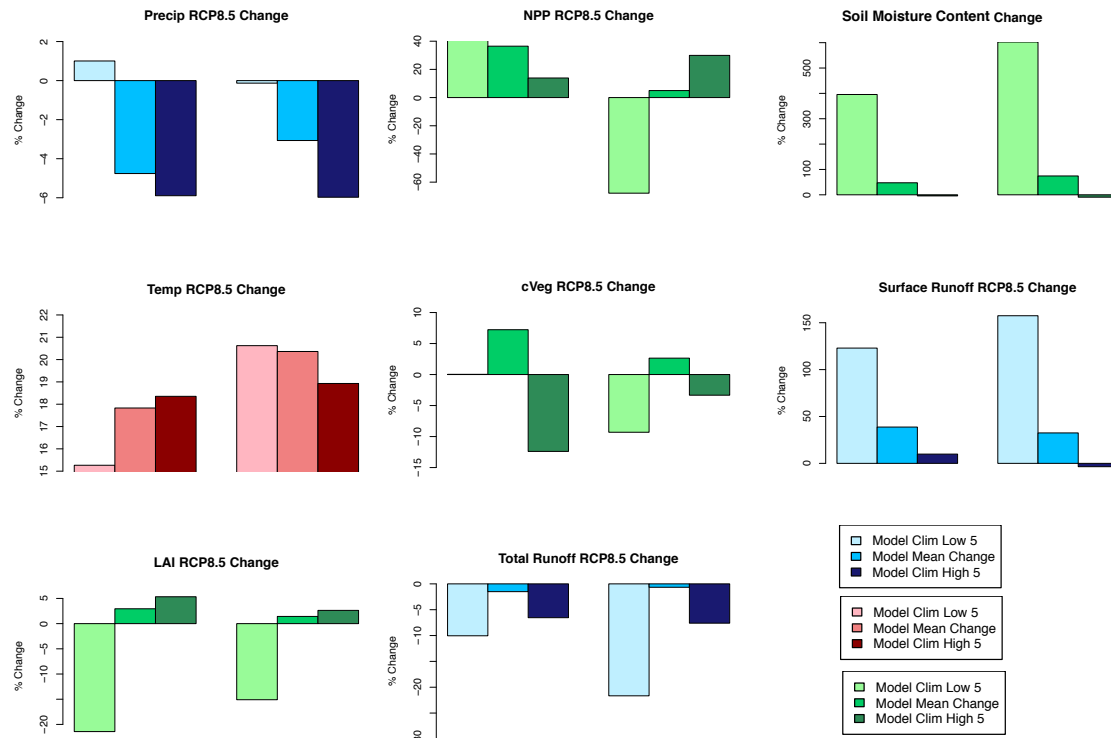 Precip RCP8.5 Change
% Change
2
0
−2
−4
−6
NPP RCP8.5 Change
% Change
40
20
0
−20
−40
−60
Soil Moisture Content Change
% Change
500
300
100
0
Temp RCP8.5 Change
% Change
22
21
20
19
18
17
16
15
cVeg RCP8.5 Change
% Change
10
5
0
−5
−10
−15
Surface Runoff RCP8.5 Change
% Change
150
100
50
0
LAI RCP8.5 Change
% Change
5
0
−10
−20
Total Runoff RCP8.5 Change
% Change
0
−10
−20
Model Clim Low 5
Model Mean Change
Model Clim High 5
Model Clim Low 5
Model Mean Change
Model Clim High 5
Model Clim Low 5
Model Mean Change
Model Clim High 5